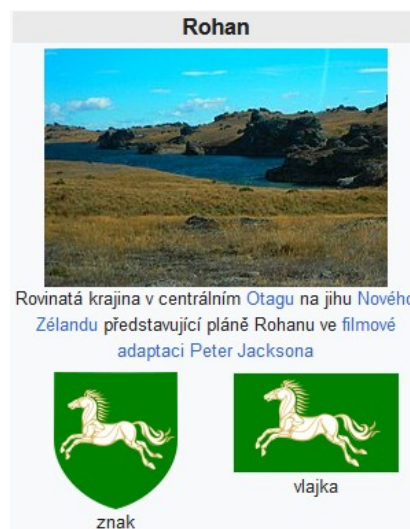 Rohan
Rovinatá krajina v centrálním Otagu na jihu Nového
Zélandu představující pláně Rohanu ve filmové
adaptaci Peter Jacksona
znak
vlajka